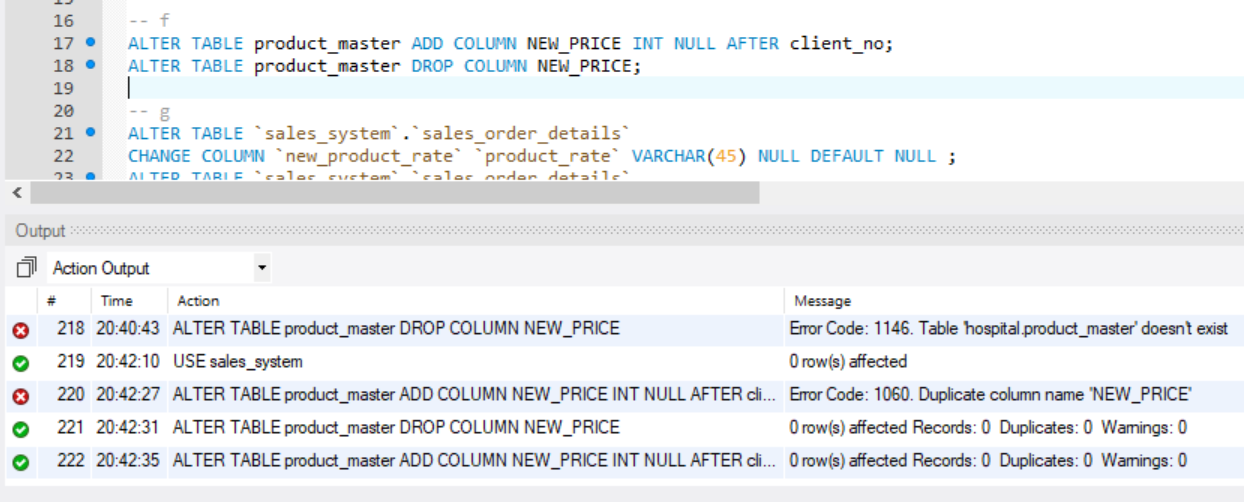 16 -- f
17 ALTER TABLE product_master ADD COLUMN NEW_PRICE INT NULL AFTER client_no;
18 ALTER TABLE product_master DROP COLUMN NEW_PRICE;
19
20 -- g
21 ALTER TABLE `sales_system`.`sales_order_details`
22 CHANGE COLUMN `new_product_rate` `product_rate` VARCHAR(45) NULL DEFAULT NULL ;
23 ALTER TABLE `sales_system`.`sales_order_details`
Output
Action Output
# Time Action Message
218 20:40:43 ALTER TABLE product_master DROP COLUMN NEW_PRICE Error Code: 1146. Table 'hospital.product_master' doesn't exist
219 20:42:10 USE sales_system 0 row(s) affected
220 20:42:27 ALTER TABLE product_master ADD COLUMN NEW_PRICE INT NULL AFTER cli... Error Code: 1060. Duplicate column name 'NEW_PRICE'
221 20:42:31 ALTER TABLE product_master DROP COLUMN NEW_PRICE 0 row(s) affected Records: 0 Duplicates: 0 Warnings: 0
222 20:42:35 ALTER TABLE product_master ADD COLUMN NEW_PRICE INT NULL AFTER cli... 0 row(s) affected Records: 0 Duplicates: 0 Warnings: 0